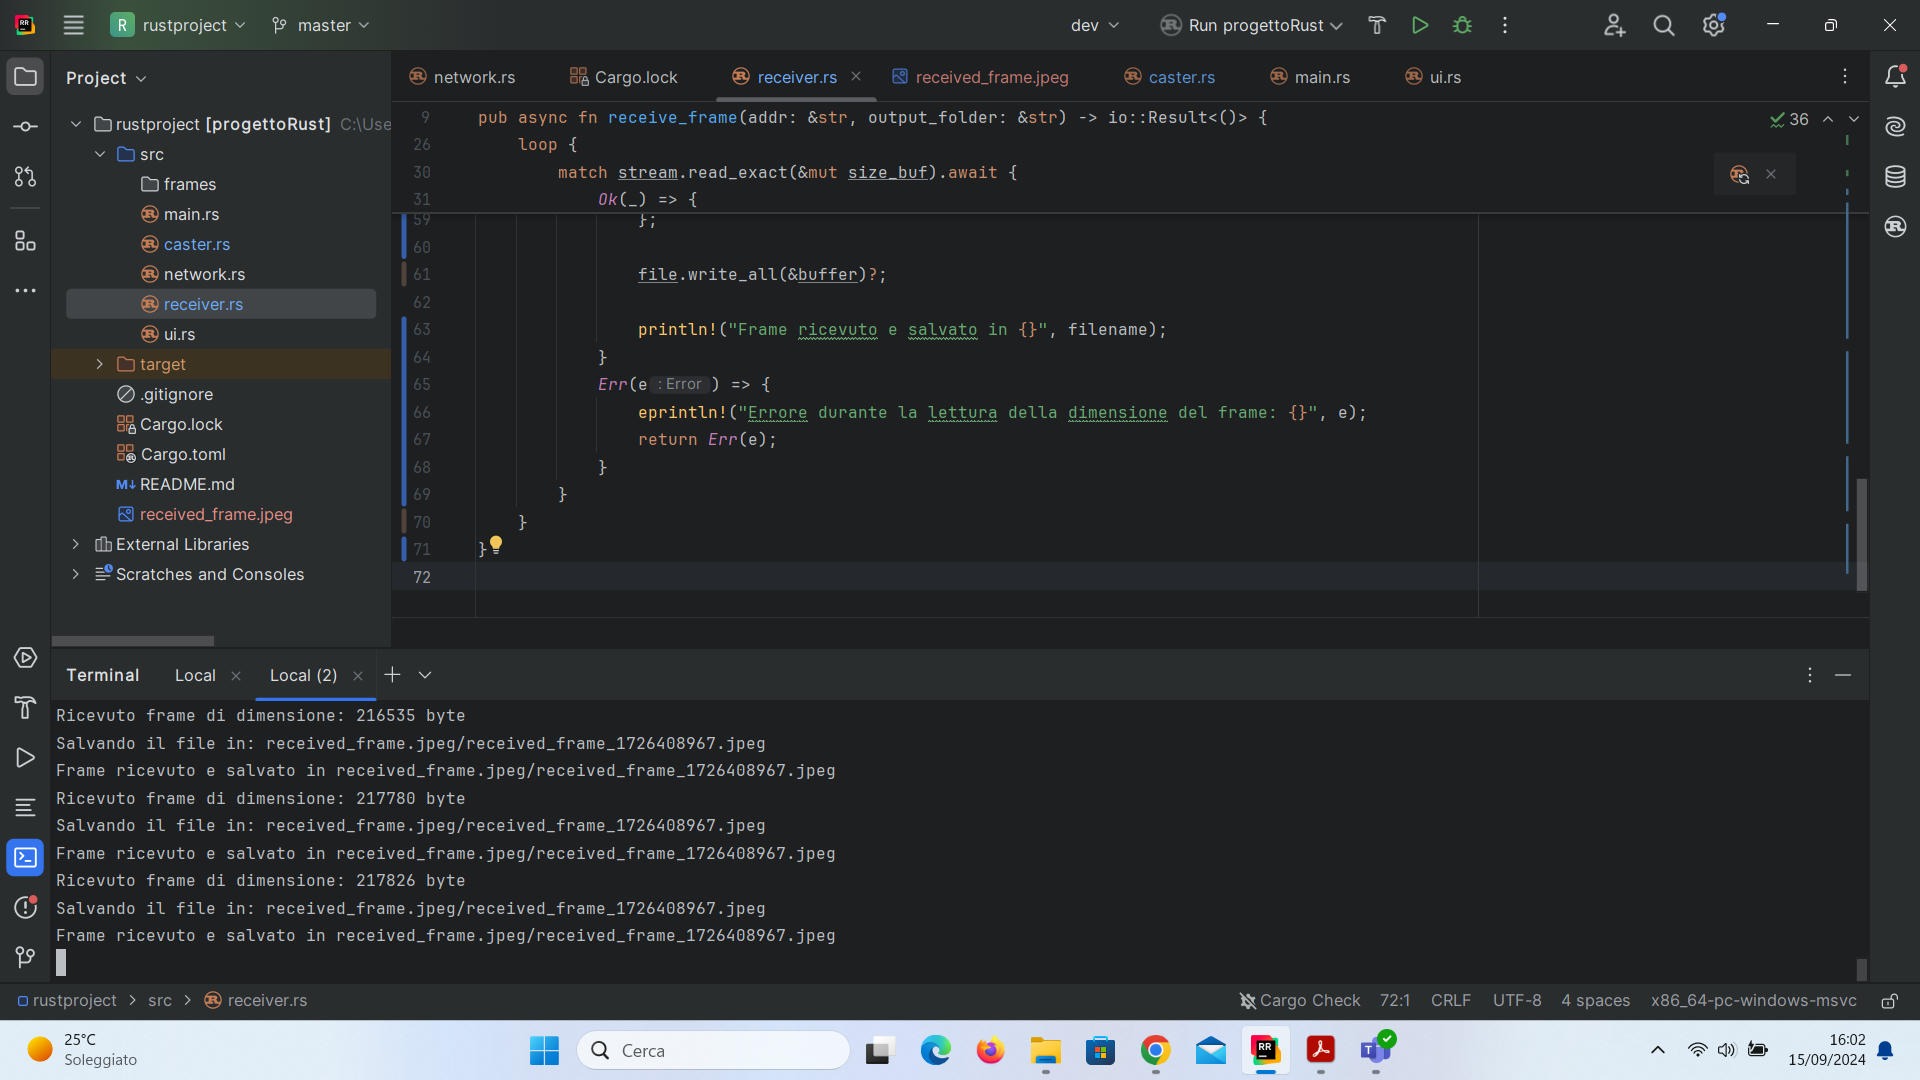 R rustproject master dev Run progettoRust
Project
network.rs Cargo.lock receiver.rs received_frame.jpeg caster.rs main.rs ui.rs
rustproject [progettoRust] C:\Use
src
frames
main.rs
caster.rs
network.rs
receiver.rs
ui.rs
target
.gitignore
Cargo.lock
Cargo.toml
M↓ README.md
received_frame.jpeg
External Libraries
Scratches and Consoles
9 pub async fn receive_frame(addr: &str, output_folder: &str) -> io::Result<()> {
36
26 loop {
30 match stream.read_exact(&mut size_buf).await {
31 Ok(_) => {
59 };
60
61 file.write_all(&buffer)?;
62
63 println!("Frame ricevuto e salvato in {}", filename);
64 }
65 Err(e : Error ) => {
66 eprintln!("Errore durante la lettura della dimensione del frame: {}", e);
67 return Err(e);
68 }
69 }
70 }
71 }
72
Terminal Local Local (2)
Ricevuto frame di dimensione: 216535 byte
Salvando il file in: received_frame.jpeg/received_frame_1726408967.jpeg
Frame ricevuto e salvato in received_frame.jpeg/received_frame_1726408967.jpeg
Ricevuto frame di dimensione: 217780 byte
Salvando il file in: received_frame.jpeg/received_frame_1726408967.jpeg
Frame ricevuto e salvato in received_frame.jpeg/received_frame_1726408967.jpeg
Ricevuto frame di dimensione: 217826 byte
Salvando il file in: received_frame.jpeg/received_frame_1726408967.jpeg
Frame ricevuto e salvato in received_frame.jpeg/received_frame_1726408967.jpeg
rustproject > src > receiver.rs
Cargo Check 72:1 CRLF UTF-8 4 spaces x86_64-pc-windows-msvc
25°C
Soleggiato
Cerca
16:02
15/09/2024